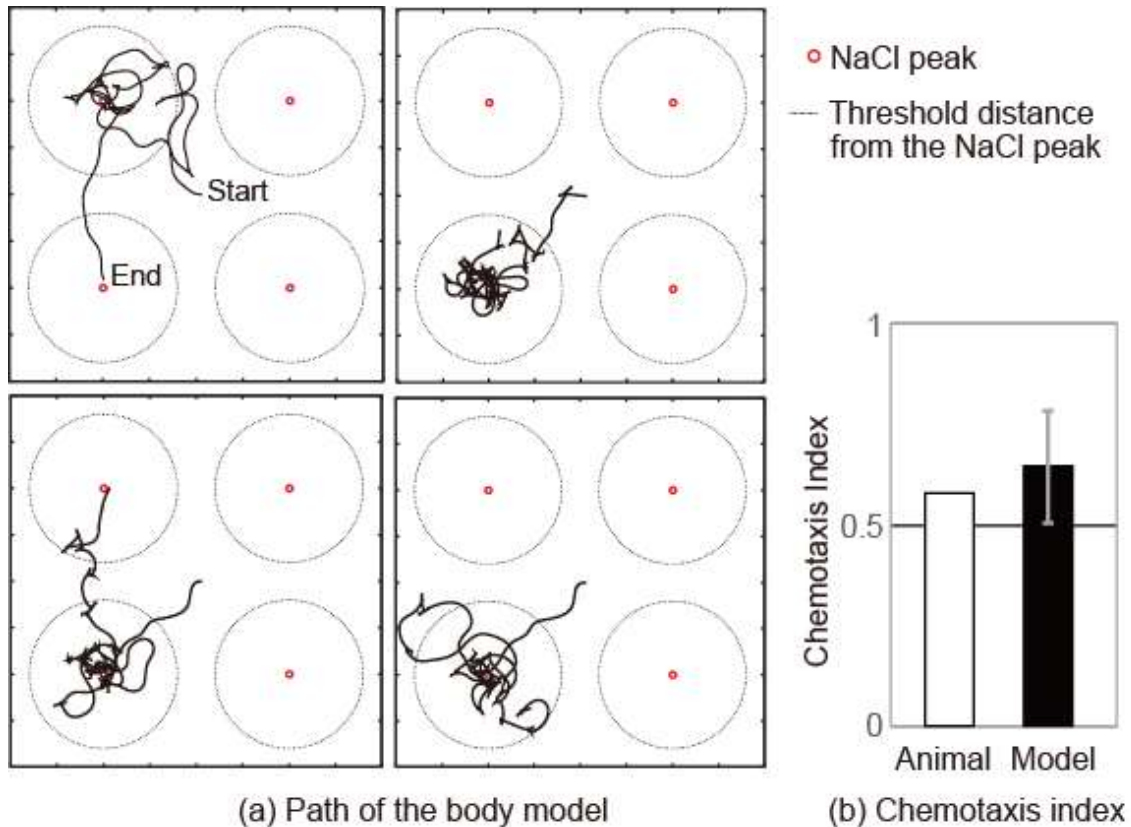 NaCl peak
Threshold distance
from the NaCl peak
Start
End
1
0.5
0
Chemotaxis Index
Animal
Model
(a) Path of the body model
(b) Chemotaxis index